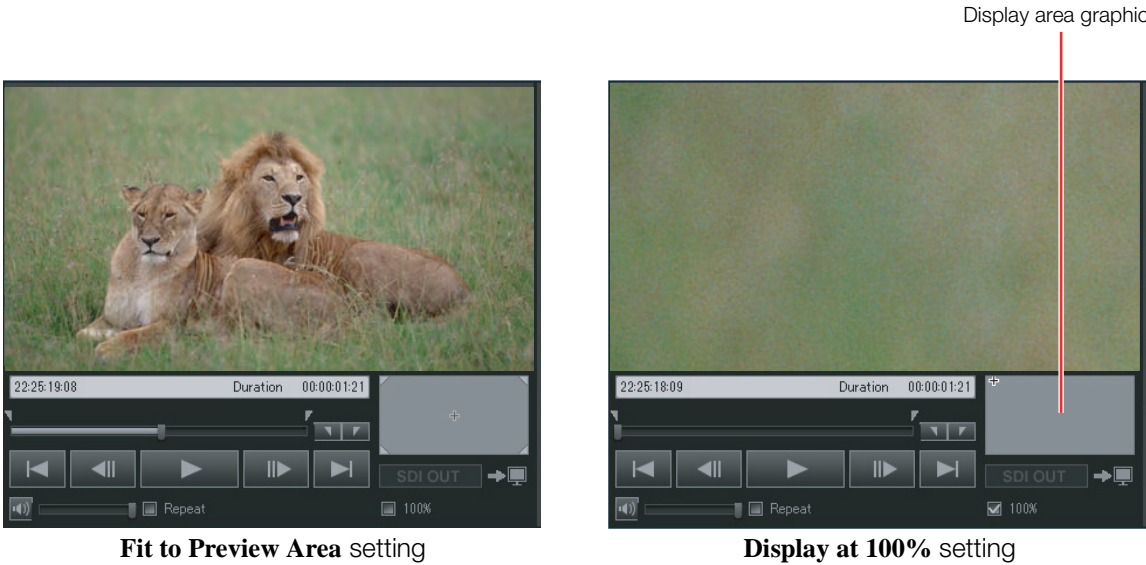 Display area graphic
22:25:19:08 Duration 00:00:01:21
SDI OUT
Repeat
100%
Fit to Preview Area setting
22:25:18:09 Duration 00:00:01:21
SDI OUT
Repeat
100%
Display at 100% setting